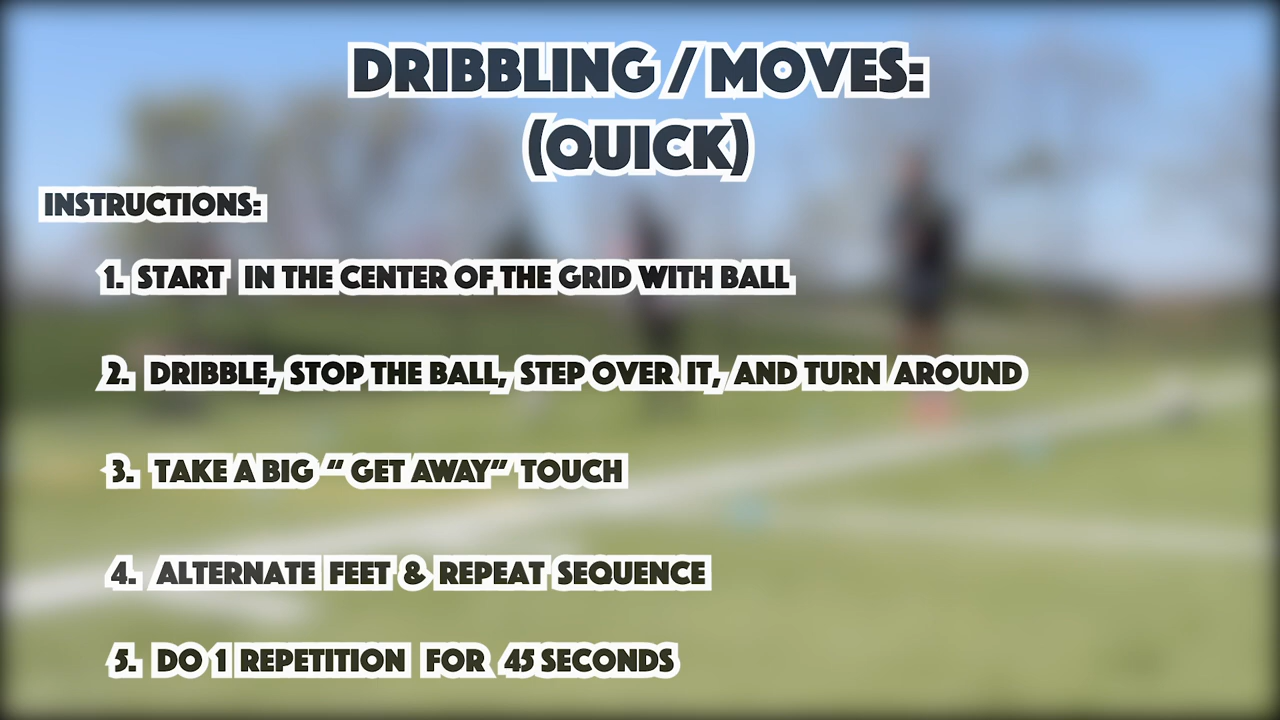 DRIBBLING / MOVES:
(QUICK)
INSTRUCTIONS:
1. START IN THE CENTER OF THE GRID WITH BALL
2. DRIBBLE, STOP THE BALL, STEP OVER IT, AND TURN AROUND
3. TAKE A BIG " GET AWAY" TOUCH
4. ALTERNATE FEET & REPEAT SEQUENCE
5. DO 1 REPETITION FOR 45 SECONDS